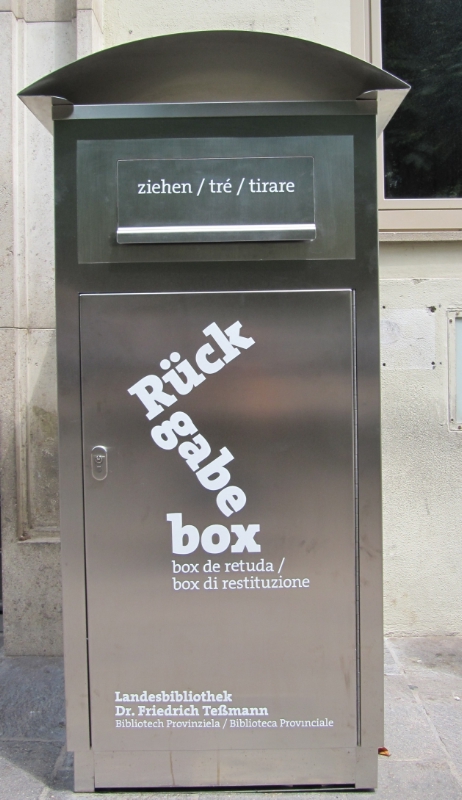 ziehen / tré / tirare
Rück
gabe
box
box de retuda /
box di restituzione
Landesbibliothek
Dr. Friedrich Teßmann
Bibliotech Provinziela / Biblioteca Provinciale